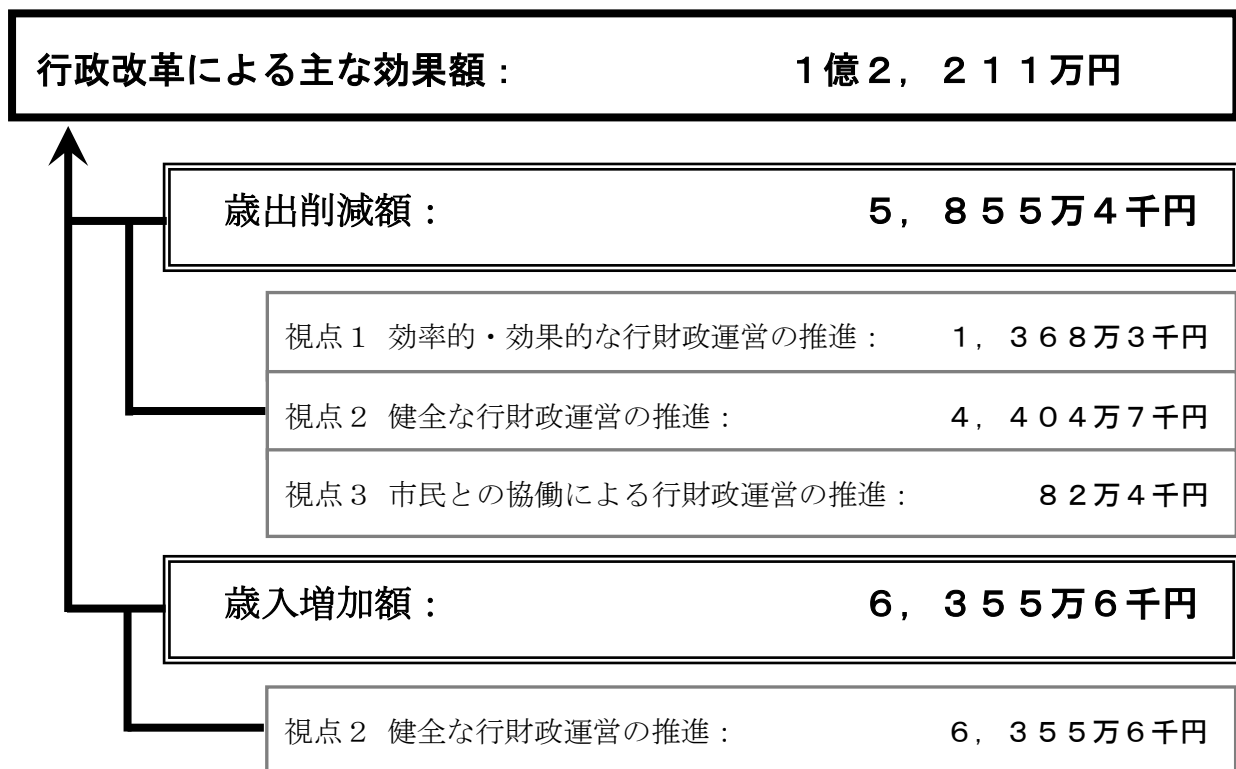 行政改革による主な効果額：　１億２，２１１万円
歳出削減額：　５，８５５万４千円
視点１ 効率的・効果的な行財政運営の推進：　１，３６８万３千円
視点２ 健全な行財政運営の推進：　４，４０４万７千円
視点３ 市民との協働による行財政運営の推進：　８２万４千円
歳入増加額：　６，３５５万６千円
視点２ 健全な行財政運営の推進：　６，３５５万６千円